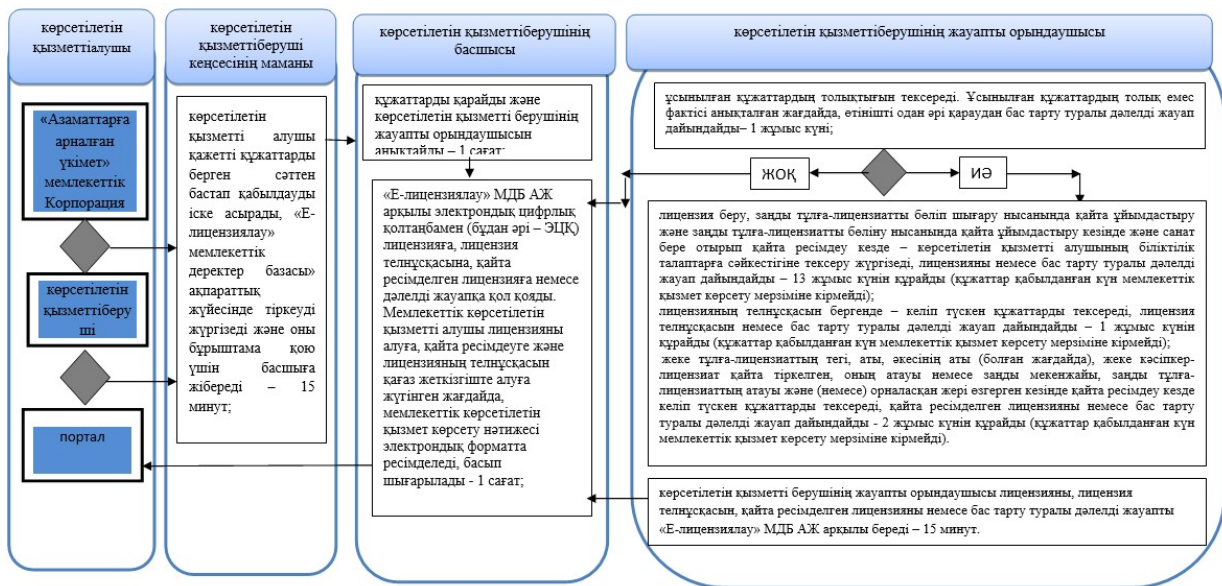 көрсетілетін
қызметтіалушы
«Азаматтарға
арналған
үкімет»
мемлекеттік
Корпорация
көрсетілетін
қызметтіберу
ші
портал
көрсетілетін
қызметтіберуші
кеңсесінің маманы
көрсетілетін
қызметті алушы
қажетті құжаттарды
берген сәттен
бастап қабылдауды
іске асырады, «Е-
лицензиялау»
мемлекеттік
деректер базасы»
ақпараттық
жүйесінде тіркеуді
жүргізеді және оны
бұрыштама қою
үшін басшыға
жібереді – 15
минут;
көрсетілетін қызметтіберушінің
басшысы
құжаттарды қарайды және
көрсетілетін қызметті берушінің
жауапты орындаушысын
анықтайды – 1 сағат;
«Е-лицензиялау» МДБ АЖ
арқылы электрондық цифрлық
қолтаңбамен (бұдан әрі – ЭЦҚ)
лицензияға, лицензия
телнұсқасына, қайта
ресімделген лицензияға немесе
дәлелді жауапқа қол қояды.
Мемлекеттік көрсетілетін
қызметті алушы лицензияны
алуға, қайта ресімдеуге және
лицензияның телнұсқасын
қағаз жеткізгіште алуға
жүгінген жағдайда,
мемлекеттік көрсетілетін
қызмет көрсету нәтижесі
электрондық форматта
ресімделеді, басып
шығарылады - 1 сағат;
көрсетілетін қызметтіберушінің жауапты орындаушысы
ұсынылған құжаттардың толықтығын тексереді. Ұсынылған құжаттардың толық емес
фактісі анықталған жағдайда, өтінішті одан әрі қараудан бас тарту туралы дәлелді жауап
дайындайды– 1 жұмыс күні;
ЖОҚ
ИӘ
лицензия беру, заңды тұлға-лицензиатты бөліп шығару нысанында қайта ұйымдастыру
және заңды тұлға-лицензиатты бөліну нысанында қайта ұйымдастыру кезінде және санат
бере отырып қайта ресімдеу кезде – көрсетілетін қызметті алушының біліктілік
талаптарға сәйкестігіне тексеру жүргізеді, лицензияны немесе бас тарту туралы дәлелді
жауап дайындайды – 13 жұмыс күнін құрайды (құжаттар қабылданған күн мемлекеттік
қызмет көрсету мерзіміне кірмейді);
лицензияның телнұсқасын бергенде – келіп түскен құжаттарды тексереді, лицензия
телнұсқасын немесе бас тарту туралы дәлелді жауап дайындайды – 1 жұмыс күнін
құрайды (құжаттар қабылданған күн мемлекеттік қызмет көрсету мерзіміне кірмейді);
жеке тұлға-лицензиаттың тегі, аты, әкесінің аты (болған жағдайда), жеке кәсіпкер-
лицензиат қайта тіркелген, оның атауы немесе заңды мекенжайы, заңды тұлға-
лицензиаттың атауы және (немесе) орналасқан жері өзгерген кезінде қайта ресімдеу кезде
келіп түскен құжаттарды тексереді, қайта ресімделген лицензияны немесе бас тарту
туралы дәлелді жауап дайындайды - 2 жұмыс күнін құрайды (құжаттар қабылданған күн
мемлекеттік қызмет көрсету мерзіміне кірмейді).
көрсетілетін қызметті берушінің жауапты орындаушысы лицензияны, лицензия
телнұсқасын, қайта ресімделген лицензияны немесе бас тарту туралы дәлелді жауапты
«Е-лицензиялау» МДБ АЖ арқылы береді – 15 минут.